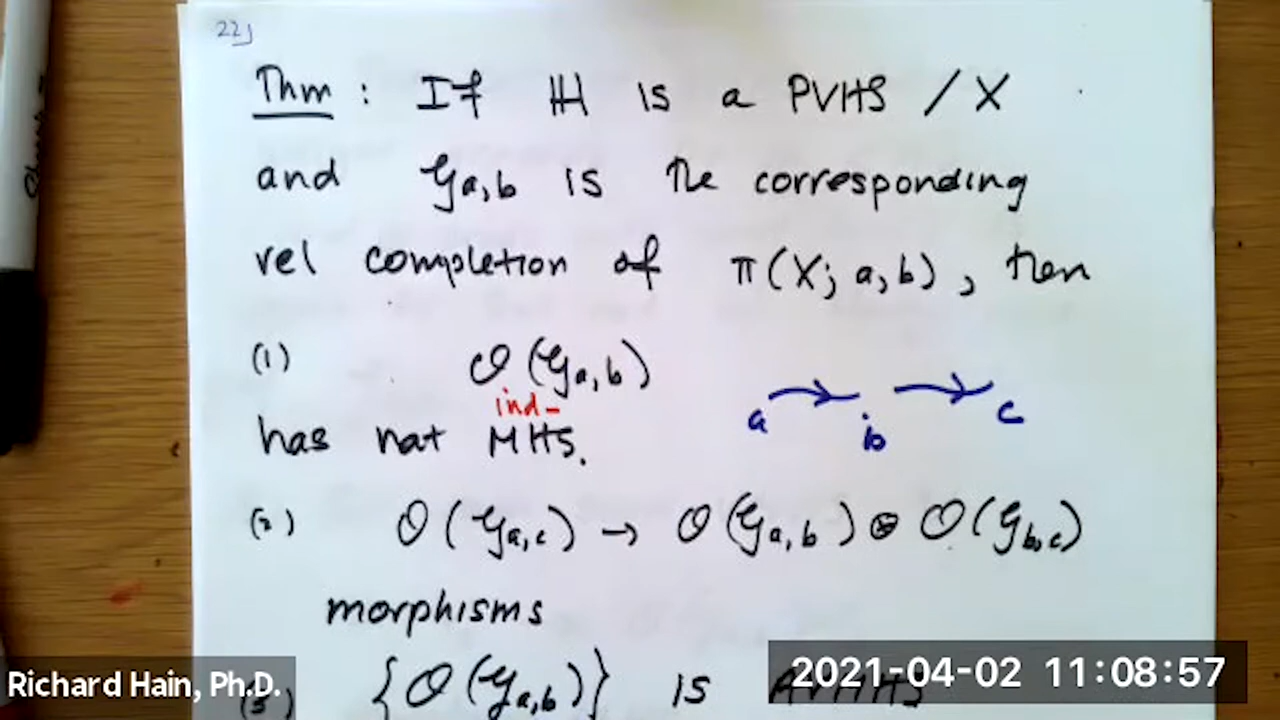 22j
Thm : If ℍ is a PVHS / X
and 𝒢a,b is the corresponding
rel completion of π(X; a, b), then
(1) 𝒪(𝒢a,b)
ind-
has nat MHS.
a b c
(2) 𝒪(𝒢a,c) → 𝒪(𝒢a,b) ⊗ 𝒪(𝒢b,c)
morphisms
(3) {𝒪(𝒢a,b)} is
Richard Hain, Ph.D.
2021-04-02 11:08:57